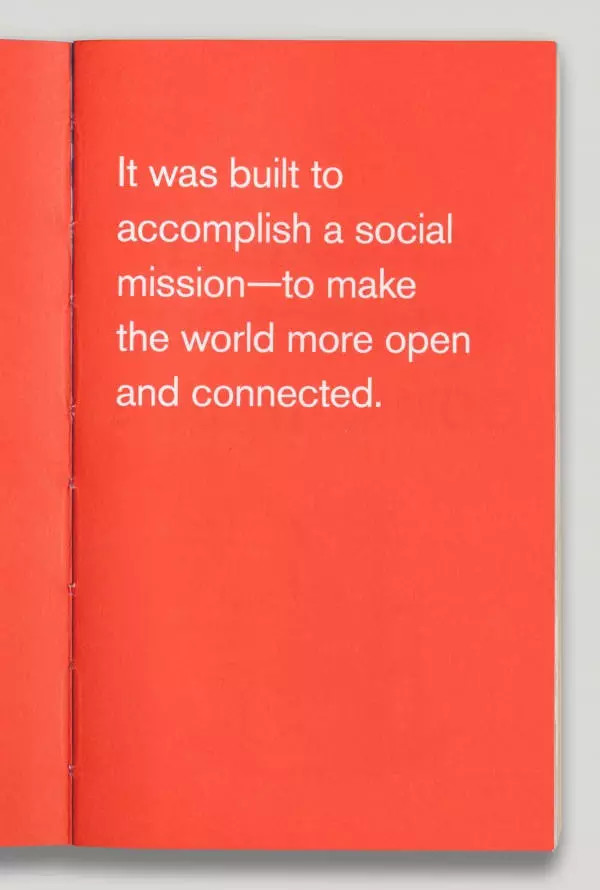 It was built to
accomplish a social
mission—to make
the world more open
and connected.